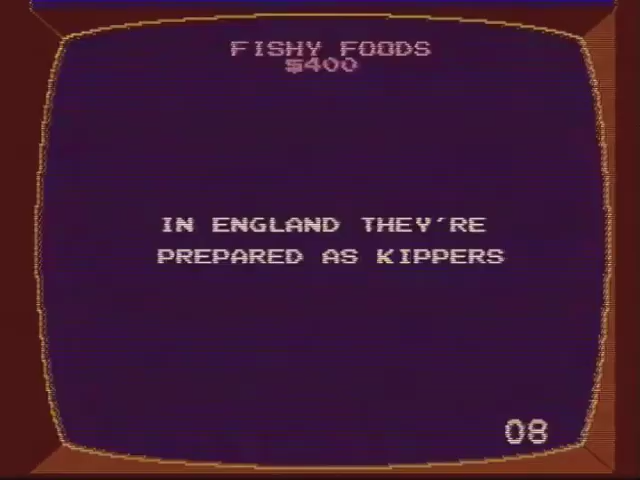 FISHY FOODS
$400
IN ENGLAND THEY'RE
PREPARED AS KIPPERS
08